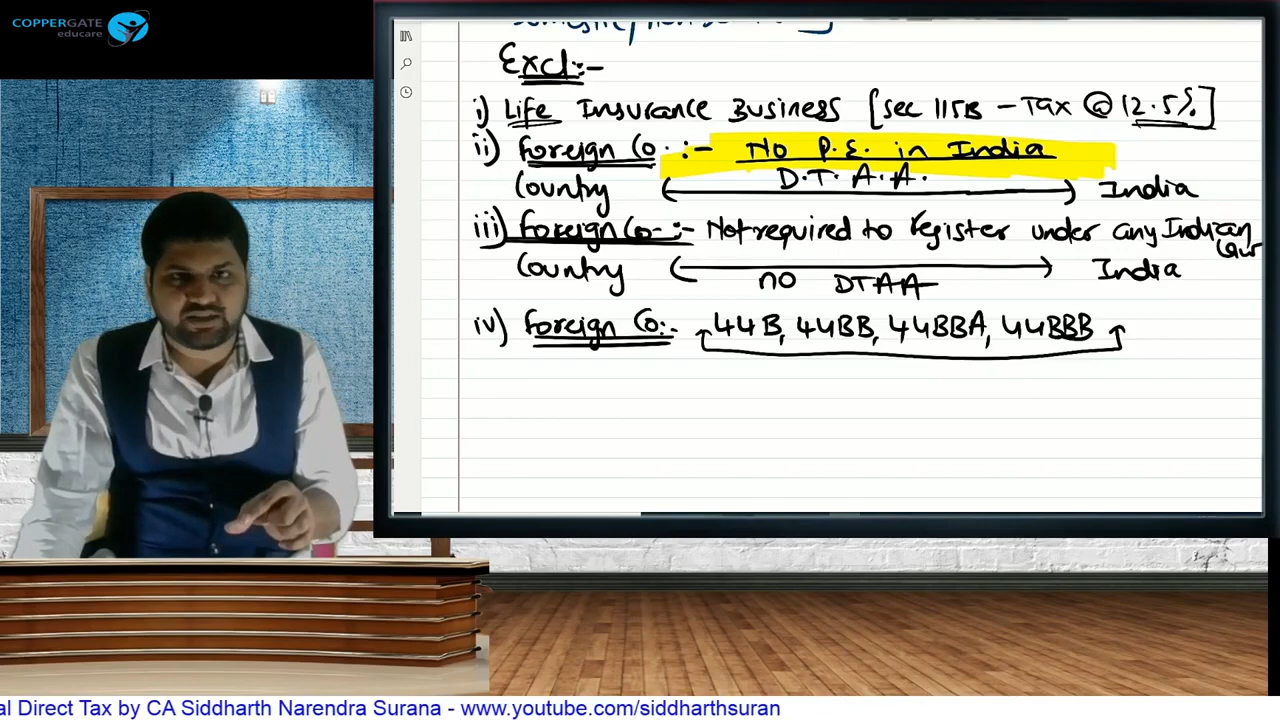 COPPERGATE
educare
Excl:-
i) Life Insurance Business [Sec 115B - Tax @ 12.5%]
ii) Foreign Co. :- No P.E. in India
Country D.T.A.A. India
iii) Foreign Co. :- Not required to register under any Indian Law
Country no DTAA India
iv) Foreign Co:- 44B, 44BB, 44BBA, 44BBB
al Direct Tax by CA Siddharth Narendra Surana - www.youtube.com/siddharthsuran